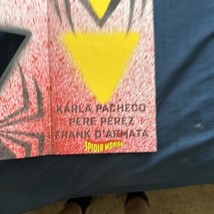 KARLA PACHECO
PERE PÉREZ
FRANK D'ARMATA
SPIDER-WOMAN